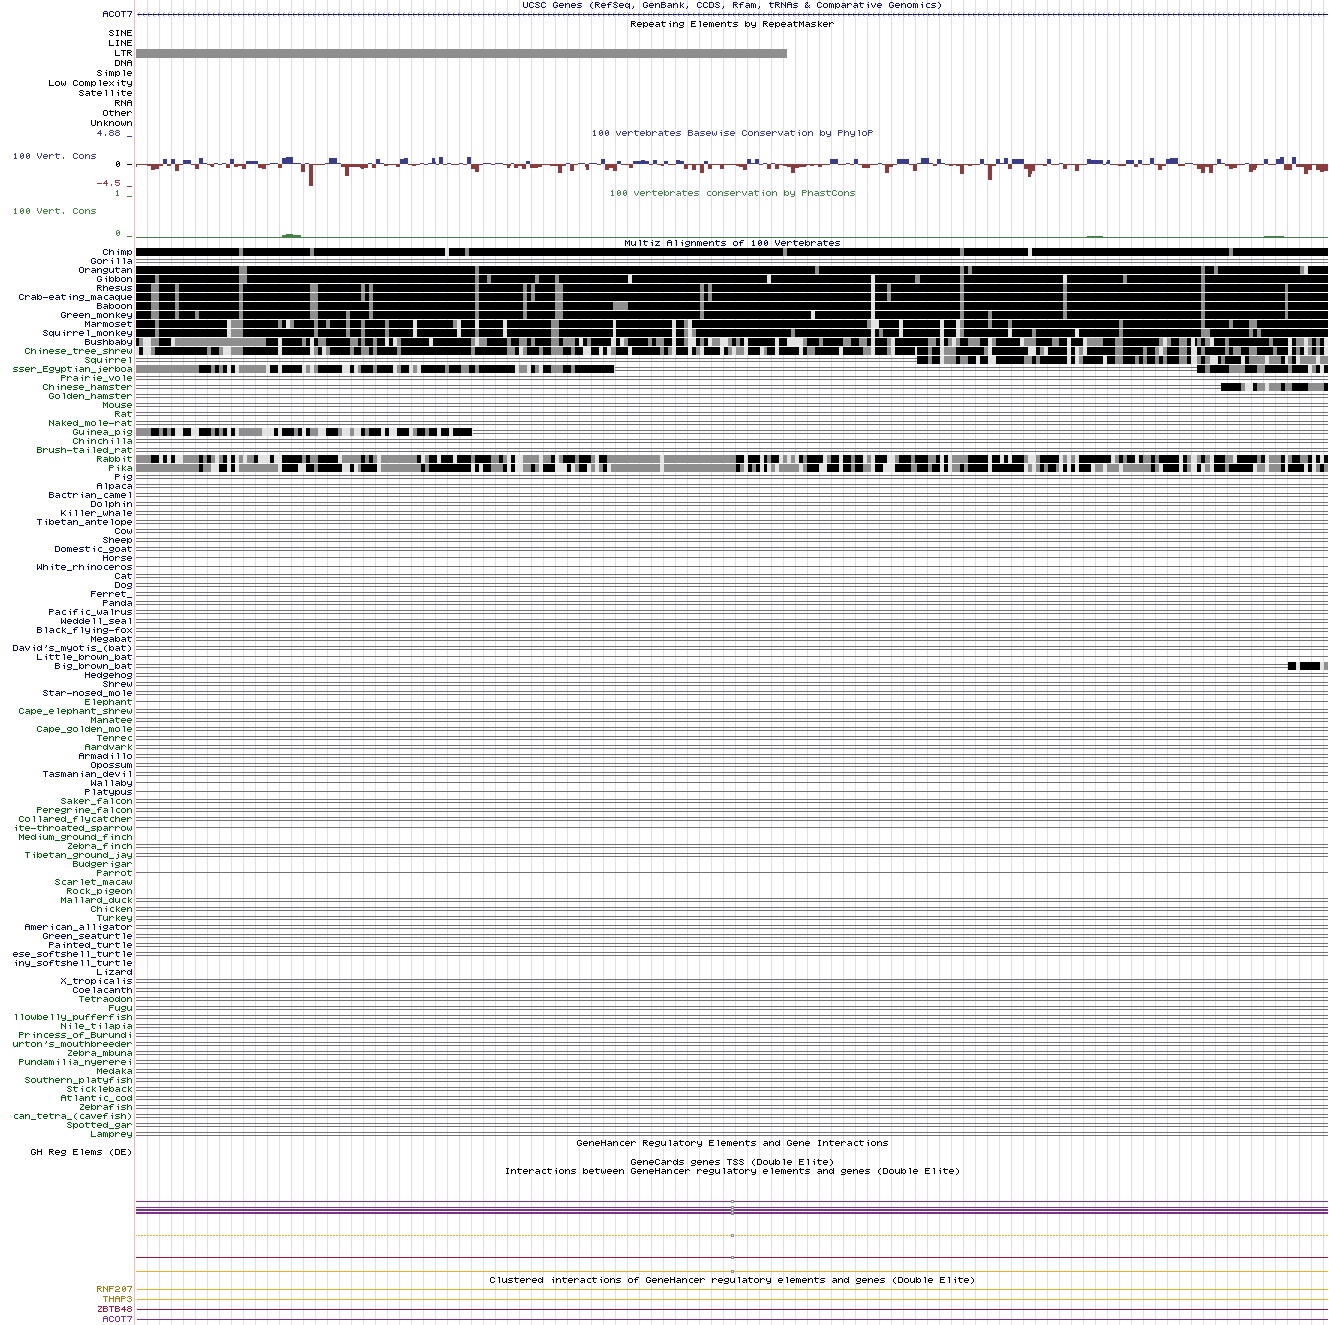 UCSC Genes (RefSeq, GenBank, CCDS, Rfam, tRNAs & Comparative Genomics)
ACOT7
Repeating Elements by RepeatMasker
SINE
LINE
LTR
DNA
Simple
Low Complexity
Satellite
RNA
Other
Unknown
4.88 _
100 vertebrates Basewise Conservation by PhyloP
100 Vert. Cons
0 _
-4.5 _
1 _
100 vertebrates conservation by PhastCons
100 Vert. Cons
0 _
Multiz Alignments of 100 Vertebrates
Chimp
Gorilla
Orangutan
Gibbon
Rhesus
Crab-eating_macaque
Baboon
Green_monkey
Marmoset
Squirrel_monkey
Bushbaby
Chinese_tree_shrew
Squirrel
sser_Egyptian_jerboa
Prairie_vole
Chinese_hamster
Golden_hamster
Mouse
Rat
Naked_mole-rat
Guinea_pig
Chinchilla
Brush-tailed_rat
Rabbit
Pika
Pig
Alpaca
Bactrian_camel
Dolphin
Killer_whale
Tibetan_antelope
Cow
Sheep
Domestic_goat
Horse
White_rhinoceros
Cat
Dog
Ferret_
Panda
Pacific_walrus
Weddell_seal
Black_flying-fox
Megabat
David's_myotis_(bat)
Little_brown_bat
Big_brown_bat
Hedgehog
Shrew
Star-nosed_mole
Elephant
Cape_elephant_shrew
Manatee
Cape_golden_mole
Tenrec
Aardvark
Armadillo
Opossum
Tasmanian_devil
Wallaby
Platypus
Saker_falcon
Peregrine_falcon
Collared_flycatcher
ite-throated_sparrow
Medium_ground_finch
Zebra_finch
Tibetan_ground_jay
Budgerigar
Parrot
Scarlet_macaw
Rock_pigeon
Mallard_duck
Chicken
Turkey
American_alligator
Green_seaturtle
Painted_turtle
ese_softshell_turtle
iny_softshell_turtle
Lizard
X_tropicalis
Coelacanth
Tetraodon
Fugu
llowbelly_pufferfish
Nile_tilapia
Princess_of_Burundi
urton's_mouthbreeder
Zebra_mbuna
Pundamilia_nyererei
Medaka
Southern_platyfish
Stickleback
Atlantic_cod
Zebrafish
can_tetra_(cavefish)
Spotted_gar
Lamprey
GeneHancer Regulatory Elements and Gene Interactions
GH Reg Elems (DE)
GeneCards genes TSS (Double Elite)
Interactions between GeneHancer regulatory elements and genes (Double Elite)
Clustered interactions of GeneHancer regulatory elements and genes (Double Elite)
RNF207
THAP3
ZBTB48
ACOT7